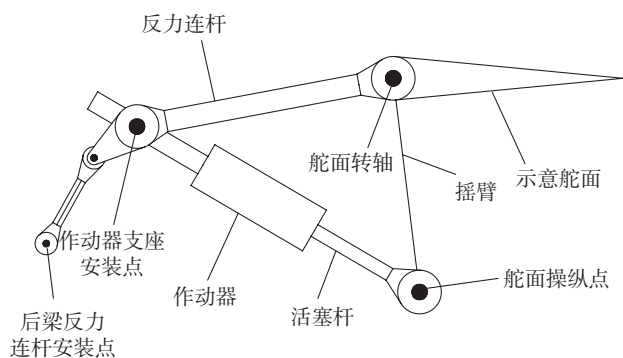 反力连杆
舵面转轴
摇臂
示意舵面
作动器支座
安装点
作动器
活塞杆
舵面操纵点
后梁反力
连杆安装点